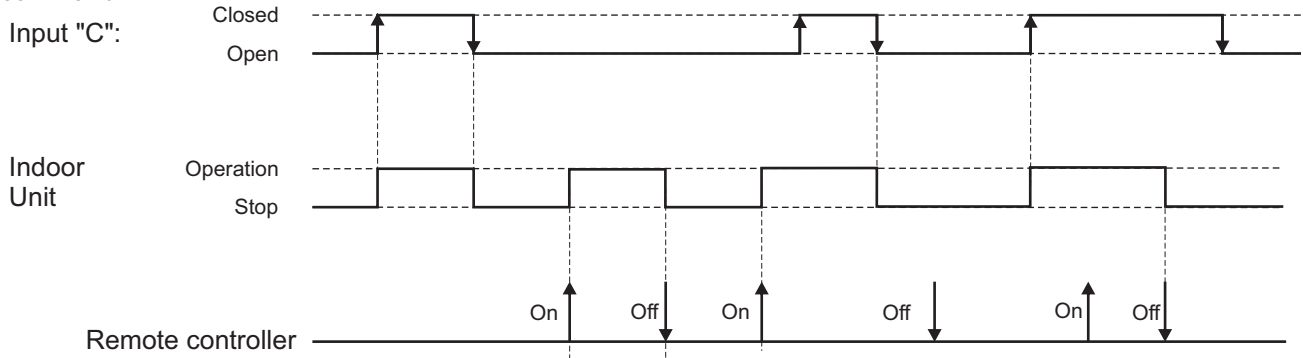 Closed
Input "C":
Open
Indoor Unit
Operation
Stop
On
Off
On
Off
On
Off
Remote controller